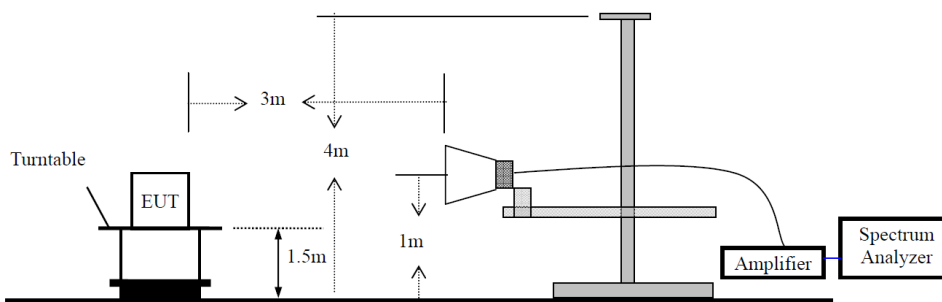 3m
4m
Turntable
EUT
1m
1.5m
Amplifier
Spectrum
Analyzer